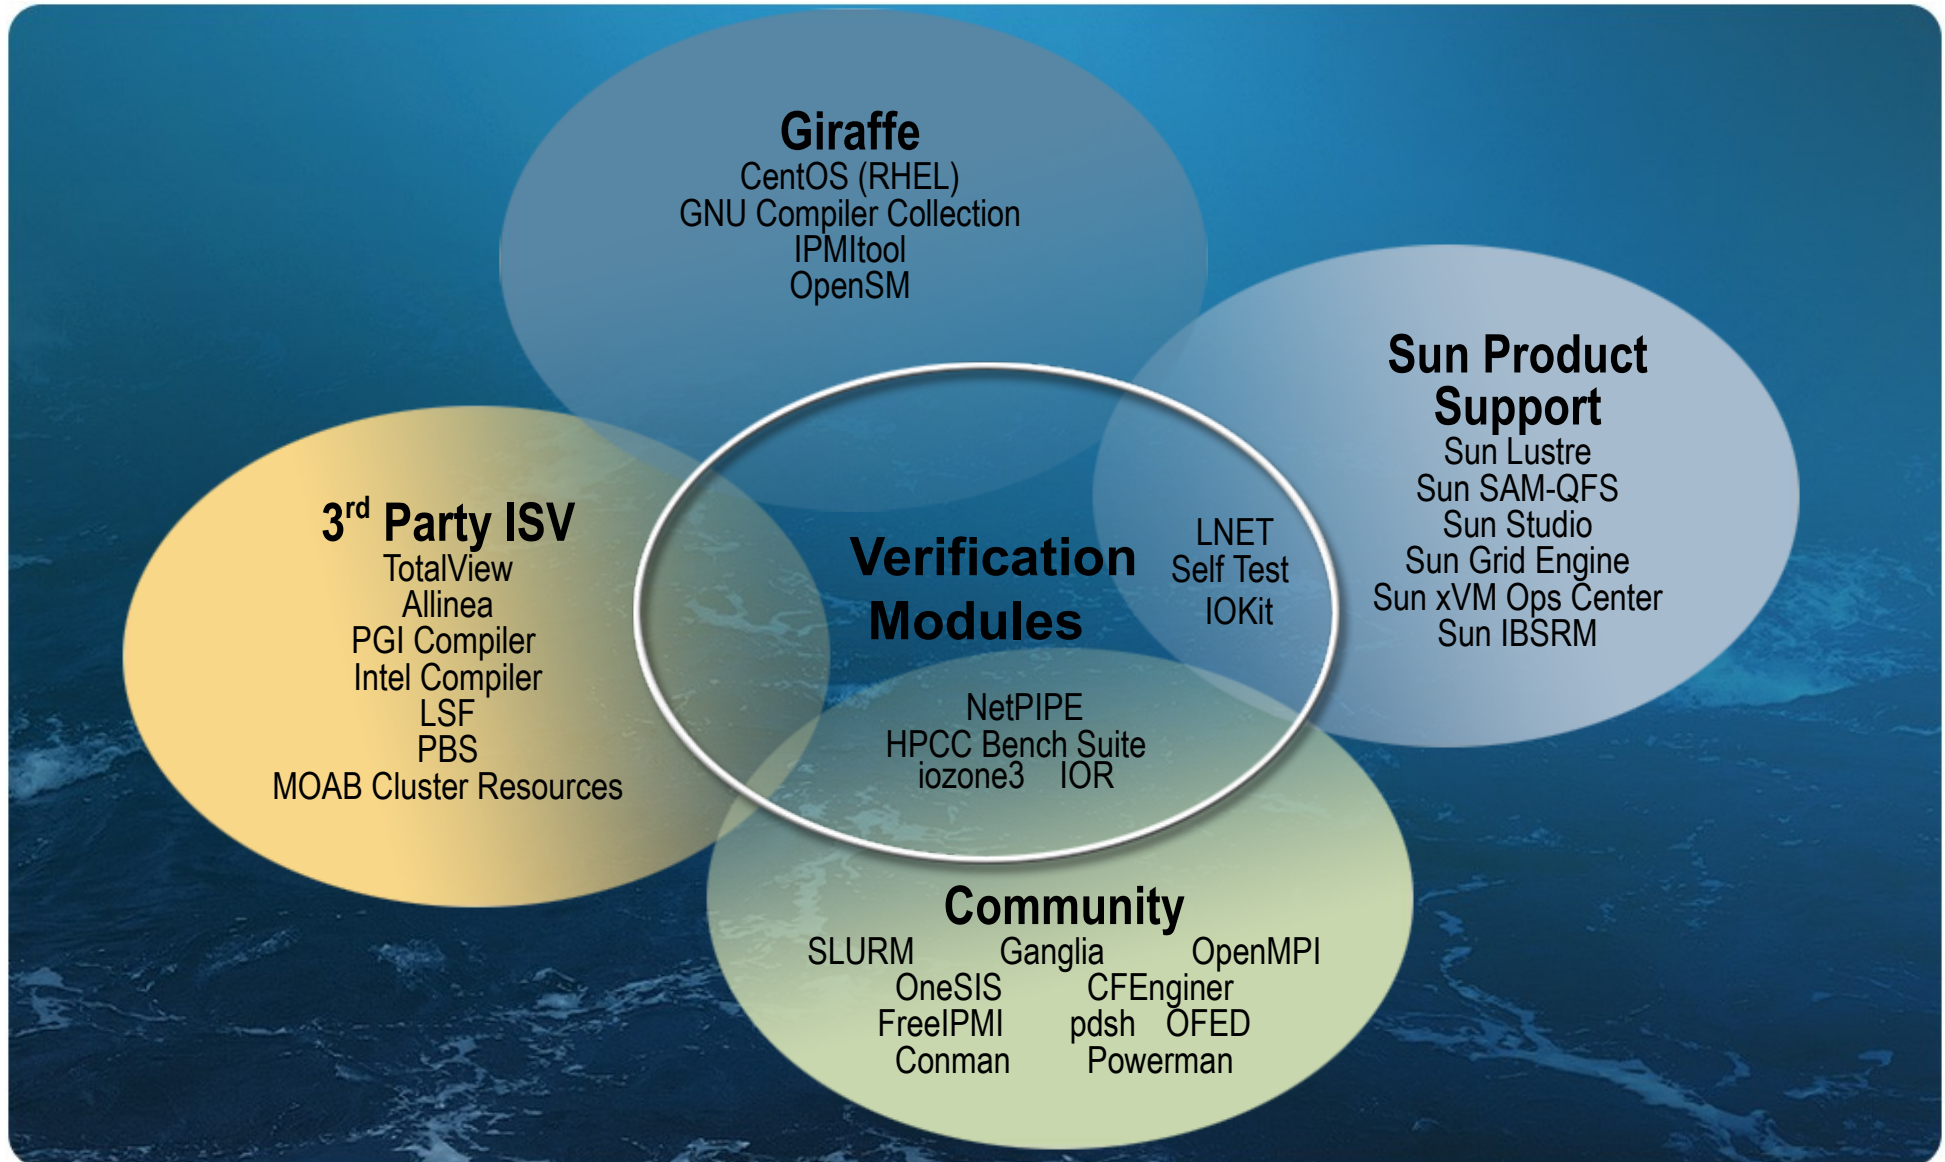 Giraffe
CentOS (RHEL)
GNU Compiler Collection
IPMItool
OpenSM
Sun Product
Support
Sun Lustre
Sun SAM-QFS
Sun Studio
Sun Grid Engine
Sun xVM Ops Center
Sun IBSRM
3rd Party ISV
TotalView
Allinea
PGI Compiler
Intel Compiler
LSF
PBS
MOAB Cluster Resources
Verification
Modules
LNET
Self Test
IOKit
NetPIPE
HPCC Bench Suite
iozone3 IOR
Community
SLURM Ganglia OpenMPI
OneSIS CFEnginer
FreeIPMI pdsh OFED
Conman Powerman